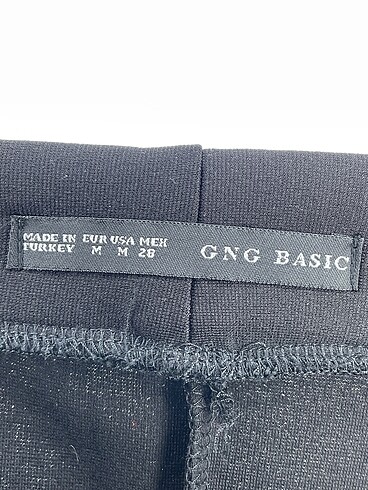 MADE IN EUR USA MEX GNG BASIC
TURKEY M M 28